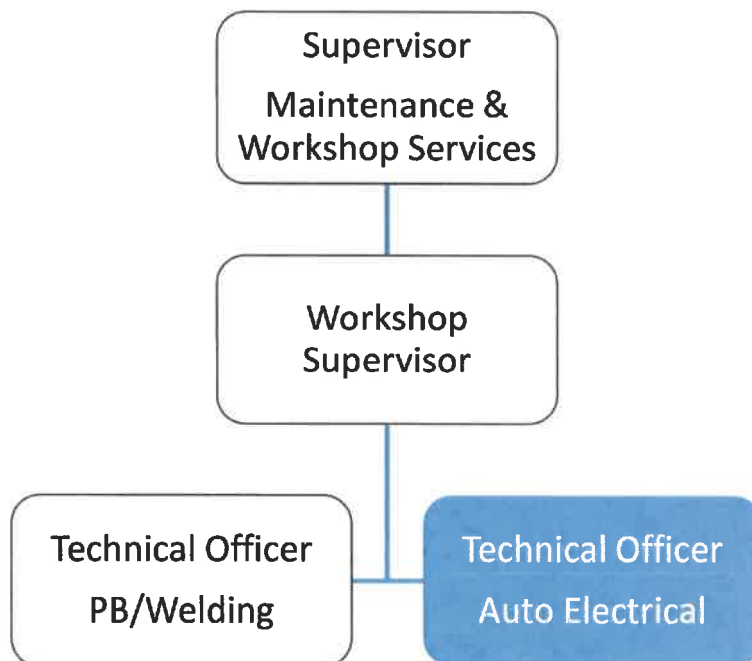 Supervisor
Maintenance &
Workshop Services
Workshop
Supervisor
Technical Officer
PB/Welding
Technical Officer
Auto Electrical